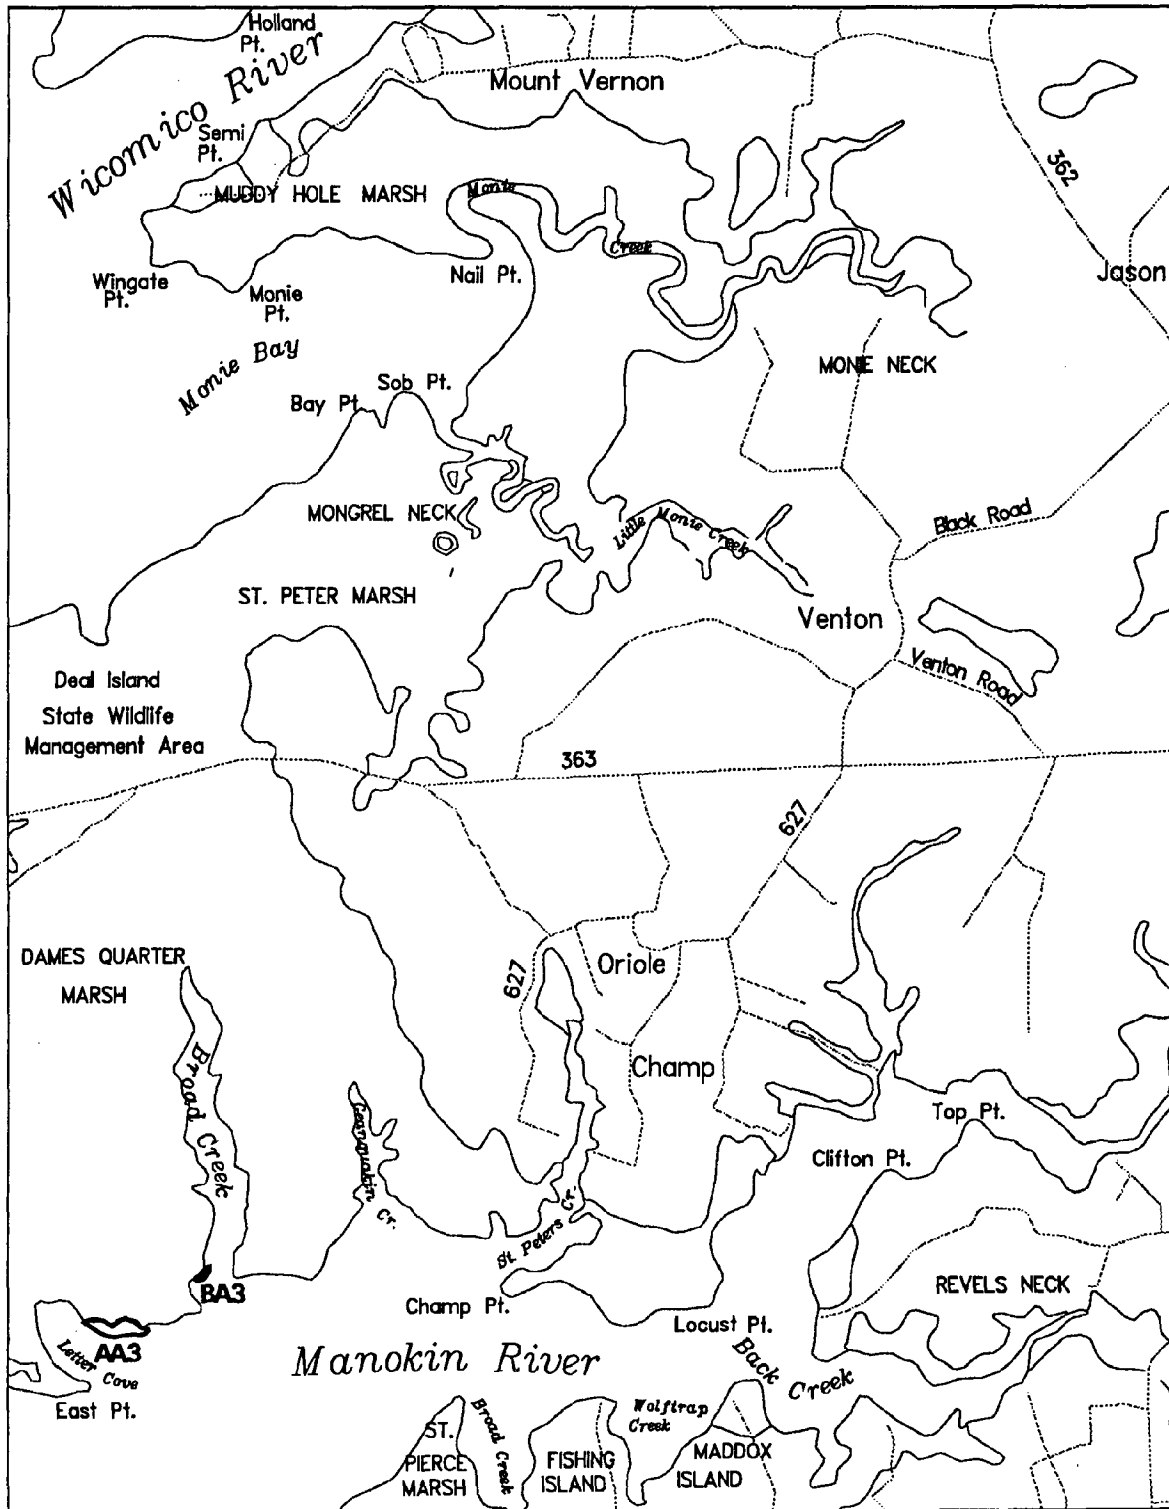 Holland
Pt.
Wicomico River
Mount Vernon
Semi
Pt.
362
MUDDY HOLE MARSH
Monie
Creek
Nail Pt.
Jason
Wingate
Pt.
Monie
Pt.
Monie Bay
MONIE NECK
Sob Pt.
Bay Pt.
MONGREL NECK
Little Monie Creek
Black Road
ST. PETER MARSH
Venton
Venton Road
Deal Island
State Wildlife
Management Area
363
627
DAMES QUARTER
MARSH
627
Oriole
Broad Creek
Champ
Geanquakin Cr.
Top Pt.
Clifton Pt.
St. Peters Cr.
BA3
REVELS NECK
Champ Pt.
Locust Pt.
AA3
Laws Cove
Manokin River
Back Creek
East Pt.
Broad Creek
Wolftrap
Creek
ST.
PIERCE
MARSH
FISHING
ISLAND
MADDOX
ISLAND